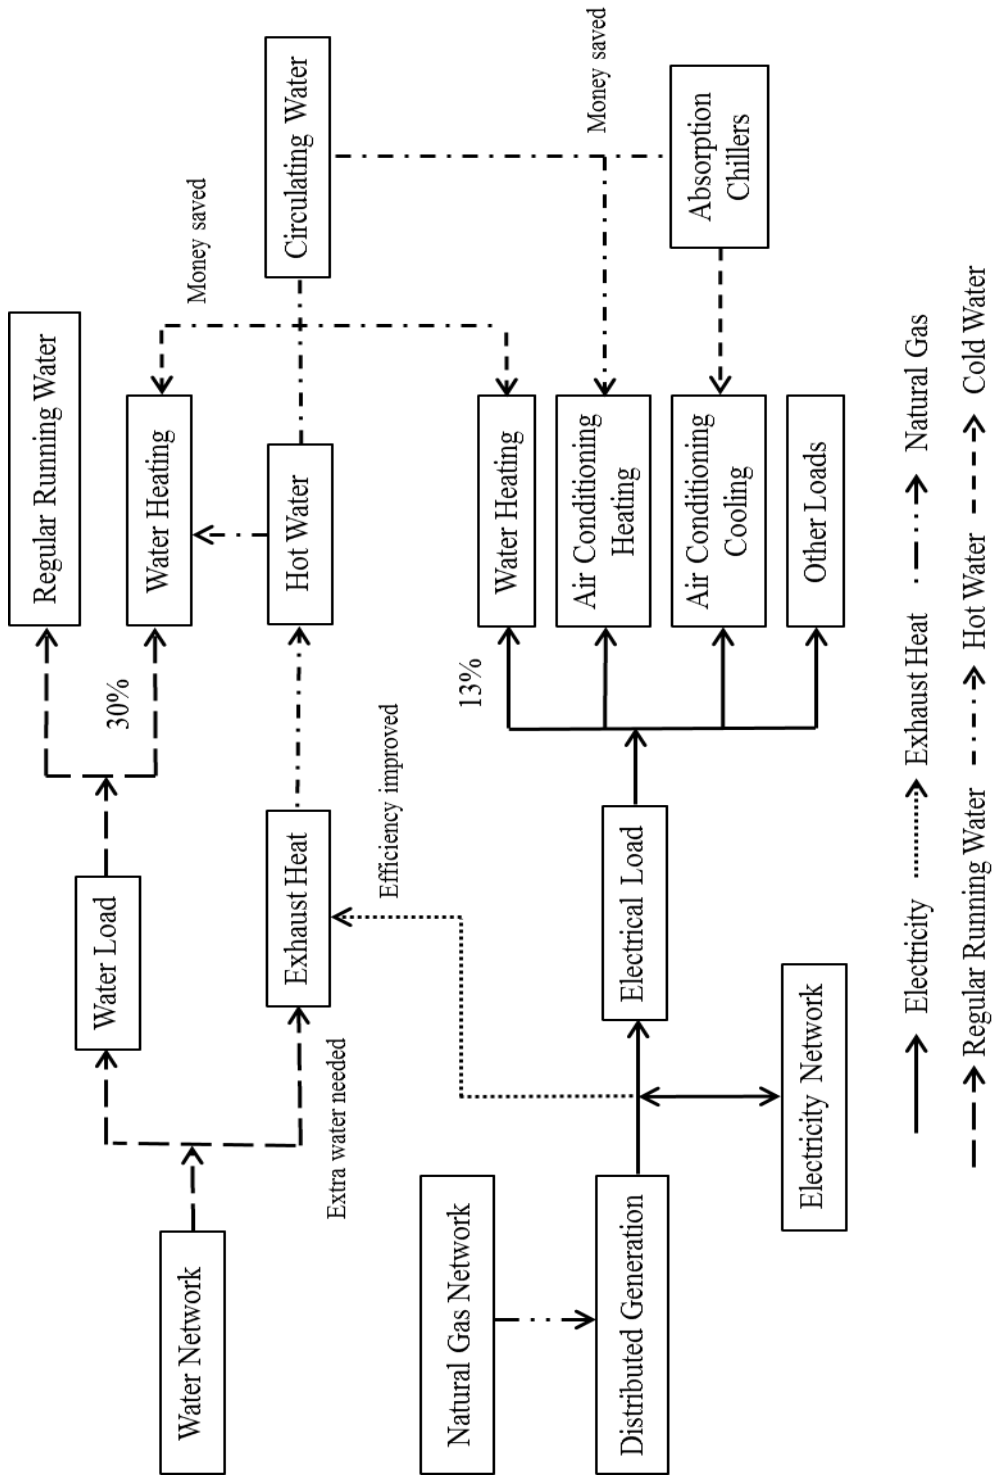 Water Network
Water Load
30%
Regular Running Water
Water Heating
Money saved
Extra water needed
Exhaust Heat
Hot Water
Circulating Water
Efficiency improved
Natural Gas Network
13%
Water Heating
Money saved
Distributed Generation
Electrical Load
Air Conditioning
Heating
Air Conditioning
Cooling
Absorption
Chillers
Electricity Network
Other Loads
Electricity
Exhaust Heat
Natural Gas
Regular Running Water
Hot Water
Cold Water